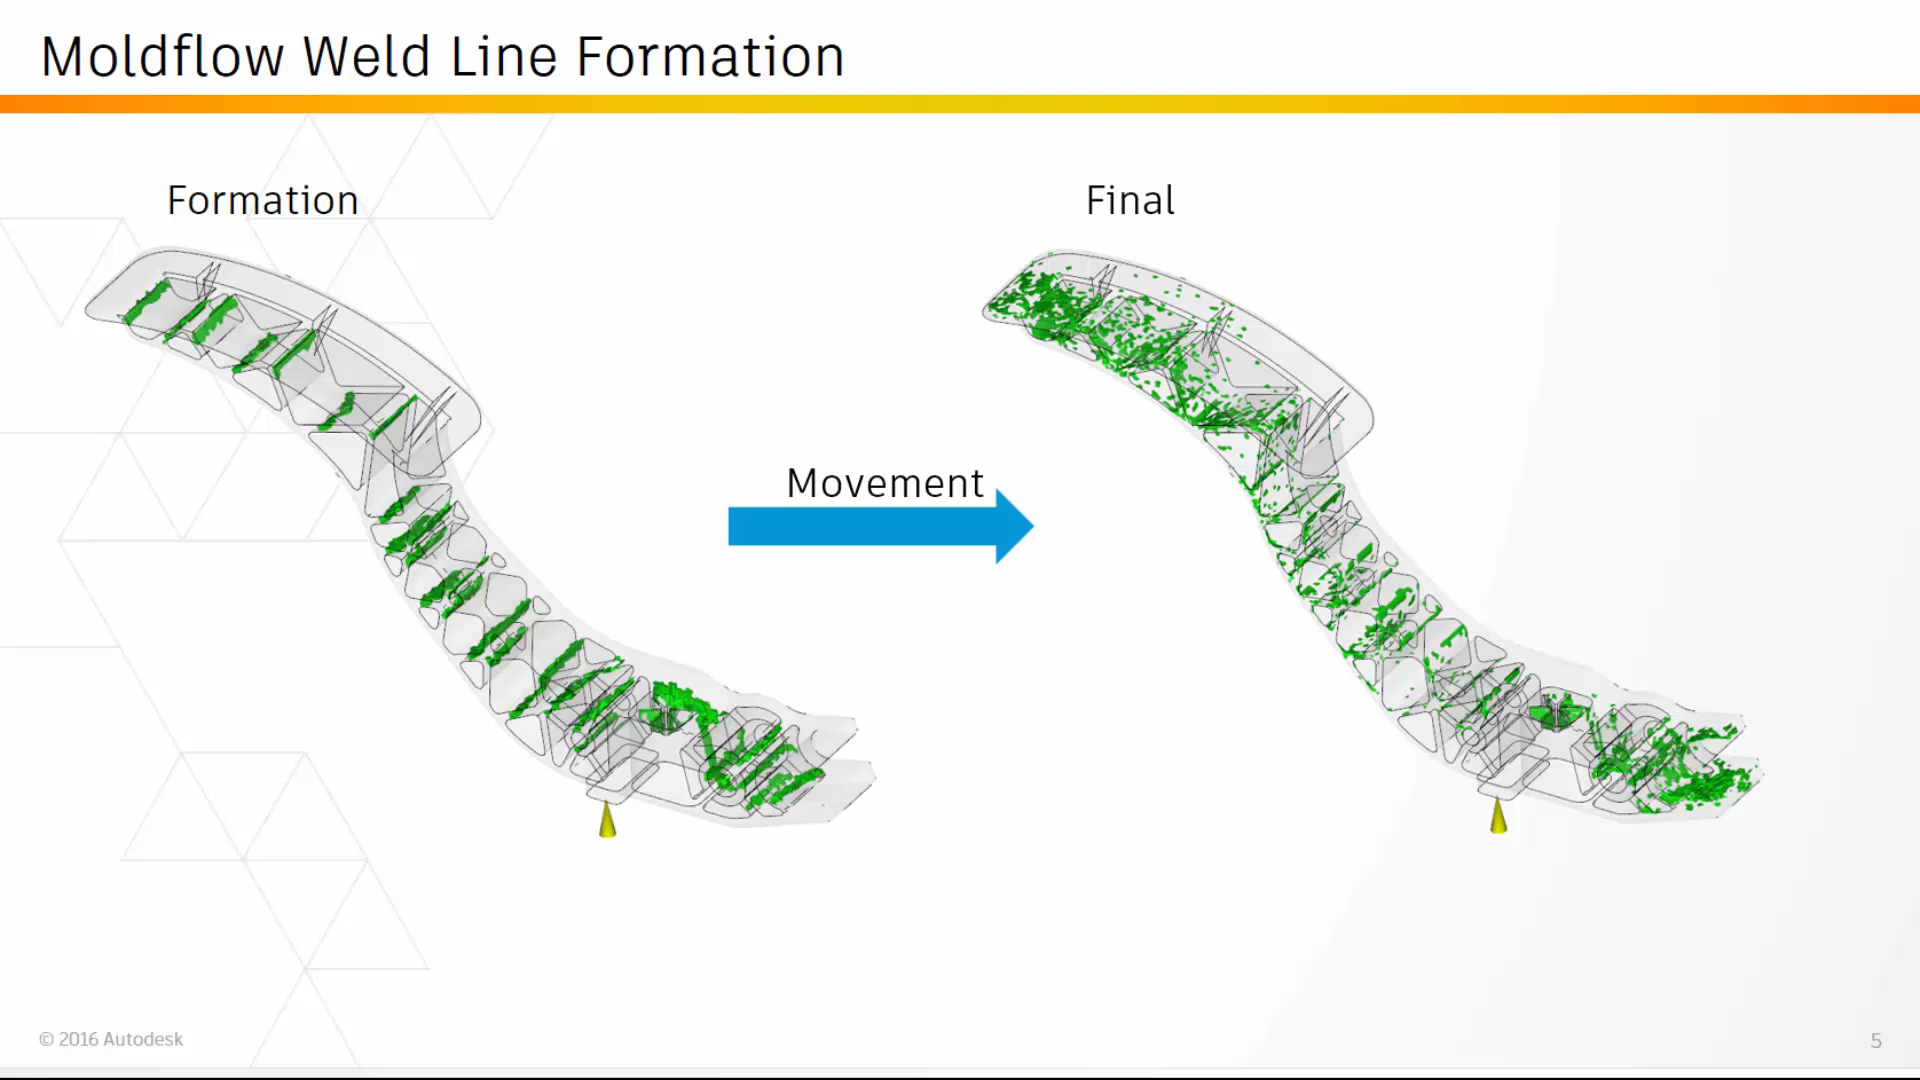 Moldflow Weld Line Formation
Formation
Final
Movement
© 2016 Autodesk
5